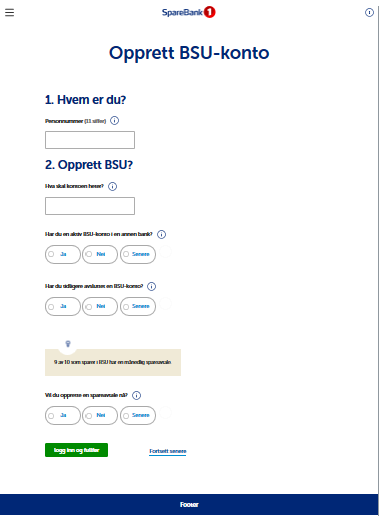 SpareBank 1
Opprett BSU-konto
1. Hvem er du?
Personnummer (11 siffer)
2. Opprett BSU?
Hva skal kontoen hete?
Har du en aktiv BSU-konto i en annen bank?
Ja Nei Senere
Har du tidligere avsluttet en BSU-konto?
Ja Nei Senere
9 av 10 som sparer i BSU har en månedlig spareavtale
Vil du opprette en spareavtale nå?
Ja Nei Senere
logg inn og fullfør Fortsett senere
Footer